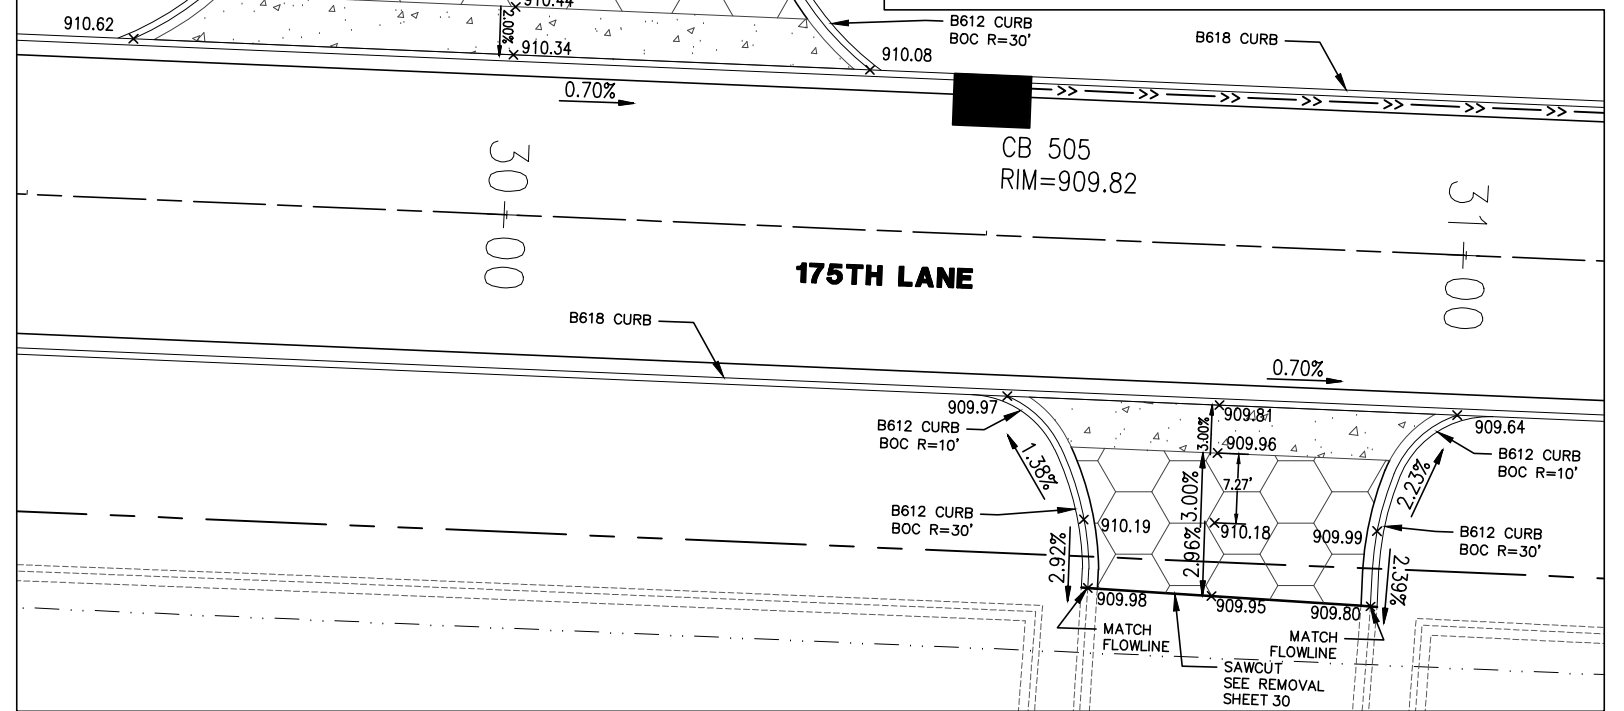 910.62
910.44
2.00%
910.34
B612 CURB
BOC R=30'
910.08
B618 CURB
0.70%
>> >> >> >> >> >> >>
CB 505
RIM=909.82
30+00
31+00
175TH LANE
B618 CURB
0.70%
909.97
909.81
909.64
B612 CURB
BOC R=10'
3.00%
909.96
B612 CURB
BOC R=10'
1.38%
3.00%
7.27'
2.23%
B612 CURB
BOC R=30'
910.19
910.18
909.99
B612 CURB
BOC R=30'
2.92%
2.96%
2.39%
909.98
909.95
909.80
MATCH
FLOWLINE
MATCH
FLOWLINE
SAWCUT
SEE REMOVAL
SHEET 30